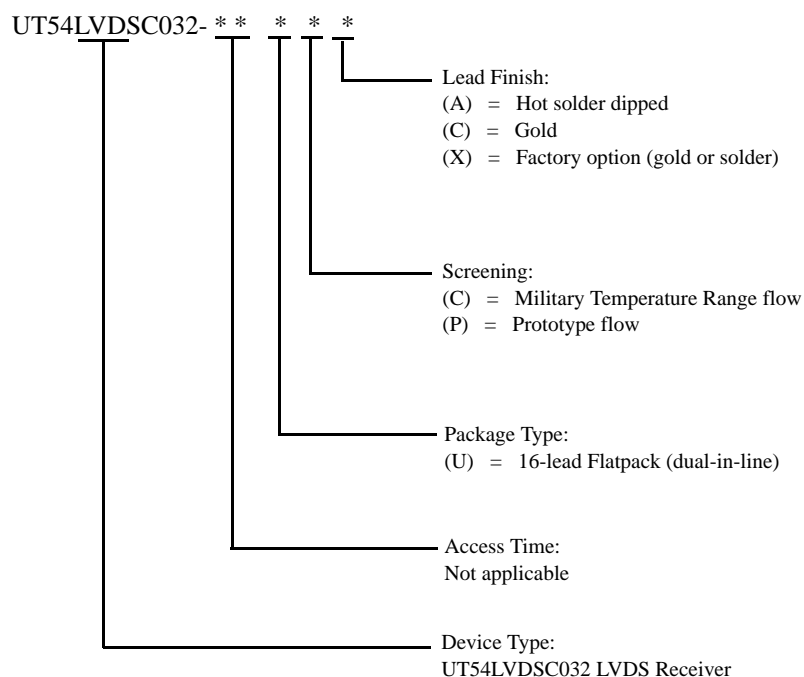 UT54LVDSC032- * * * * *
Lead Finish:
(A) = Hot solder dipped
(C) = Gold
(X) = Factory option (gold or solder)
Screening:
(C) = Military Temperature Range flow
(P) = Prototype flow
Package Type:
(U) = 16-lead Flatpack (dual-in-line)
Access Time:
Not applicable
Device Type:
UT54LVDSC032 LVDS Receiver